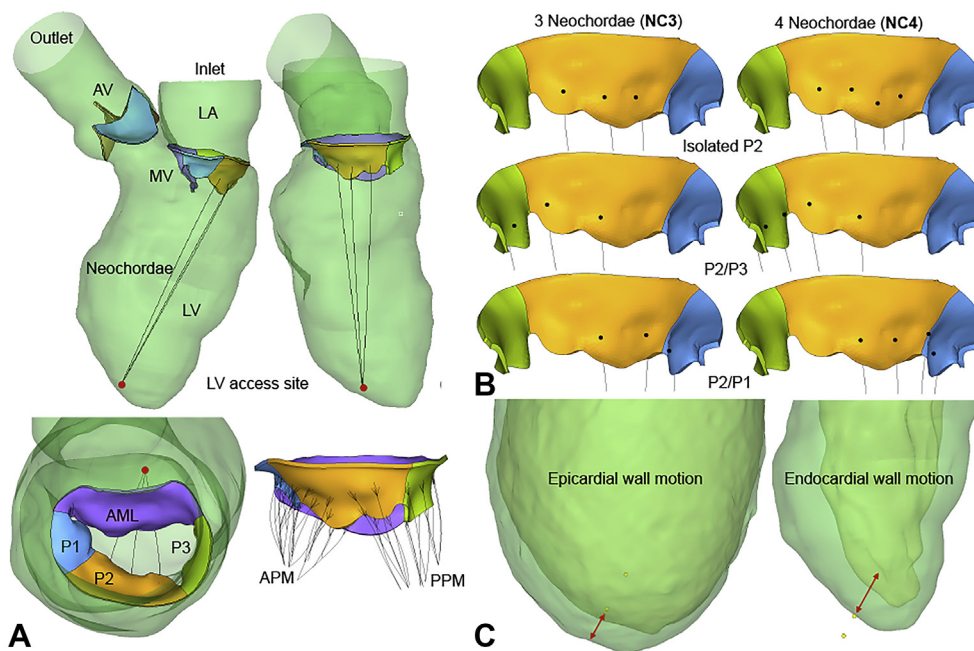 Outlet
Inlet
AV
LA
MV
Neochordae
LV
LV access site
AML
P1
P3
P2
APM
PPM
A
3 Neochordae (NC3)
4 Neochordae (NC4)
Isolated P2
P2/P3
P2/P1
B
Epicardial wall motion
Endocardial wall motion
C